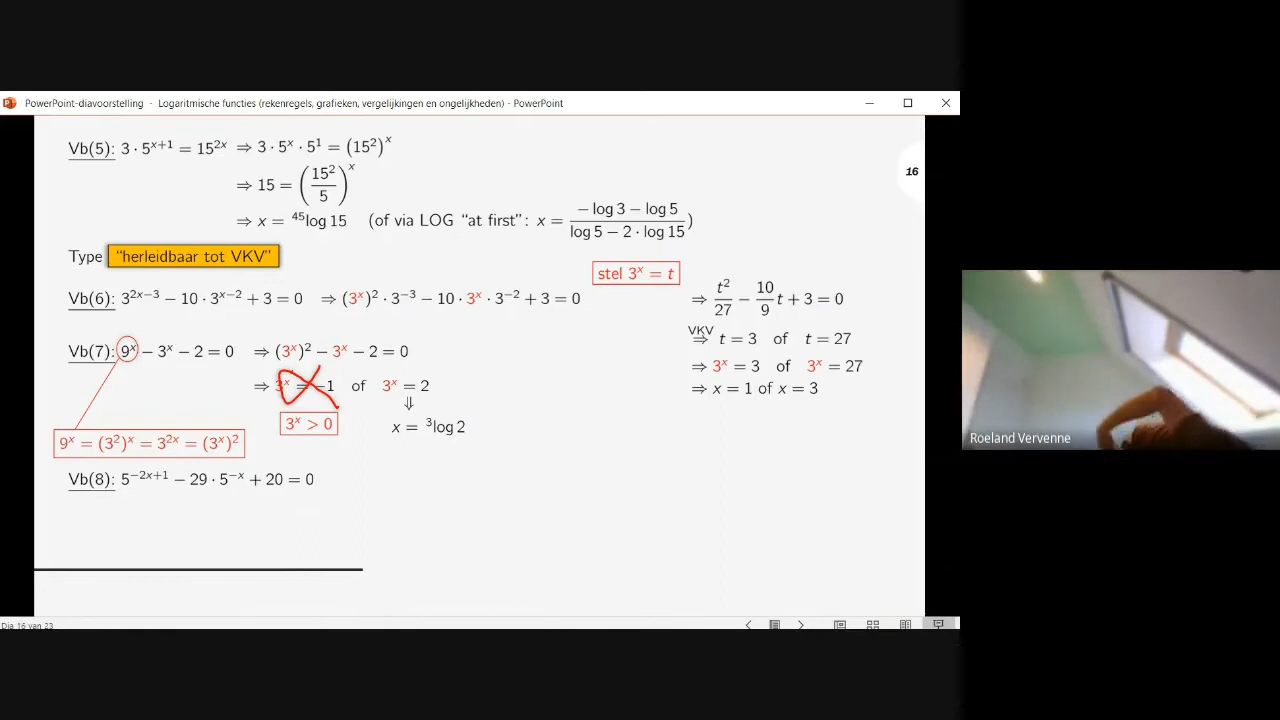 PowerPoint-diavoorstelling - Logaritmische functies (rekenregels, grafieken, vergelijkingen en ongelijkheden) - PowerPoint
16
Vb(5): 3 · 5^{x+1} = 15^{2x} ⇒ 3 · 5^x · 5^1 = (15^2)^x
⇒ 15 = (15^2/5)^x
⇒ x = ^{45}log 15 (of via LOG “at first”: x = (− log 3 − log 5)/(log 5 − 2 · log 15))
Type “herleidbaar tot VKV”
stel 3^x = t
Vb(6): 3^{2x−3} − 10 · 3^{x−2} + 3 = 0 ⇒ (3^x)^2 · 3^{−3} − 10 · 3^x · 3^{−2} + 3 = 0 ⇒ t^2/27 − 10/9 t + 3 = 0
VKV ⇒ t = 3 of t = 27
⇒ 3^x = 3 of 3^x = 27
⇒ x = 1 of x = 3
Vb(7): 9^x − 3^x − 2 = 0 ⇒ (3^x)^2 − 3^x − 2 = 0
⇒ 3^x = −1 of 3^x = 2
⇓
3^x > 0
x = ^3log 2
9^x = (3^2)^x = 3^{2x} = (3^x)^2
Vb(8): 5^{−2x+1} − 29 · 5^{−x} + 20 = 0
Dia 16 van 23
Roeland Vervenne